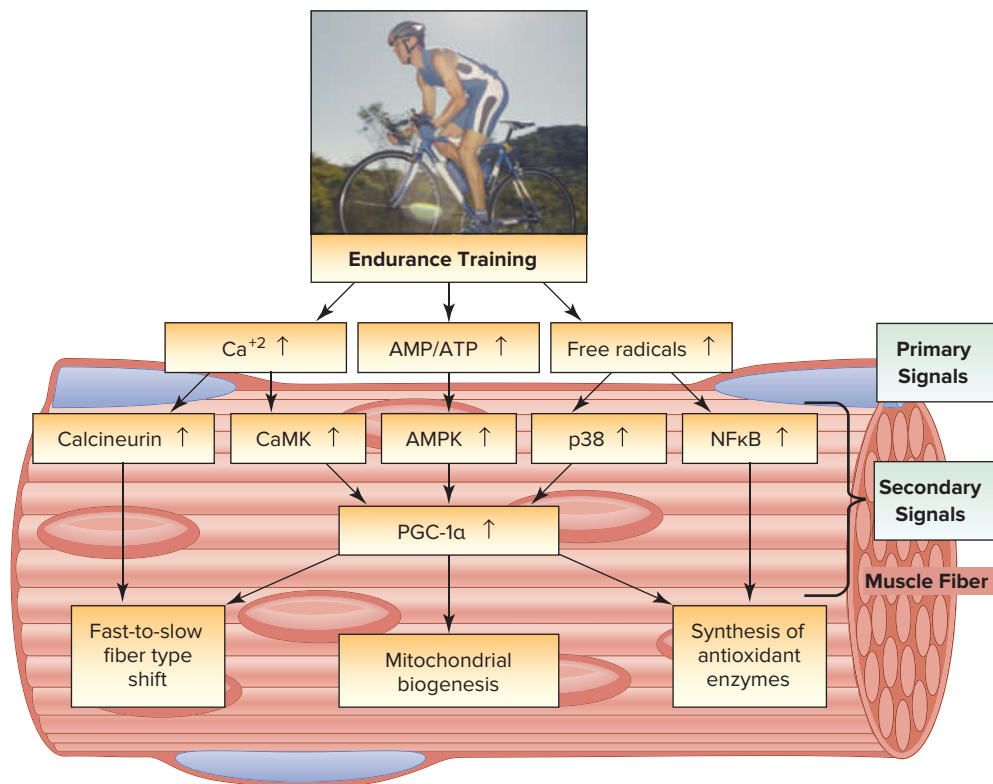 Endurance Training
Ca⁺² ↑
AMP/ATP ↑
Free radicals ↑
Primary
Signals
Calcineurin ↑
CaMK ↑
AMPK ↑
p38 ↑
NFκB ↑
Secondary
Signals
PGC-1α ↑
Muscle Fiber
Fast-to-slow
fiber type
shift
Mitochondrial
biogenesis
Synthesis of
antioxidant
enzymes